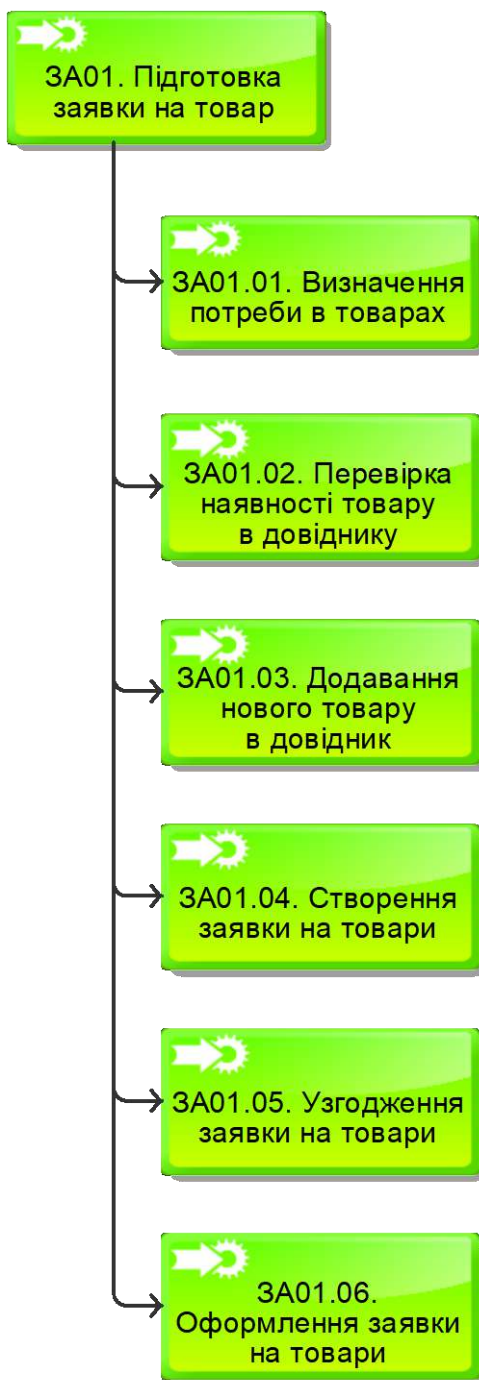 ЗА01. Підготовка
заявки на товар
ЗА01.01. Визначення
потреби в товарах
ЗА01.02. Перевірка
наявності товару
в довіднику
ЗА01.03. Додавання
нового товару
в довідник
ЗА01.04. Створення
заявки на товари
ЗА01.05. Узгодження
заявки на товари
ЗА01.06.
Оформлення заявки
на товари